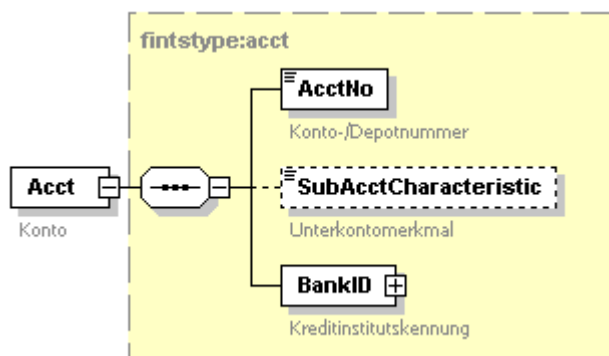 fintstype:acct
AcctNo
Konto-/Depotnummer
Acct
Konto
SubAcctCharacteristic
Unterkontomerkmal
BankID
Kreditinstitutskennung